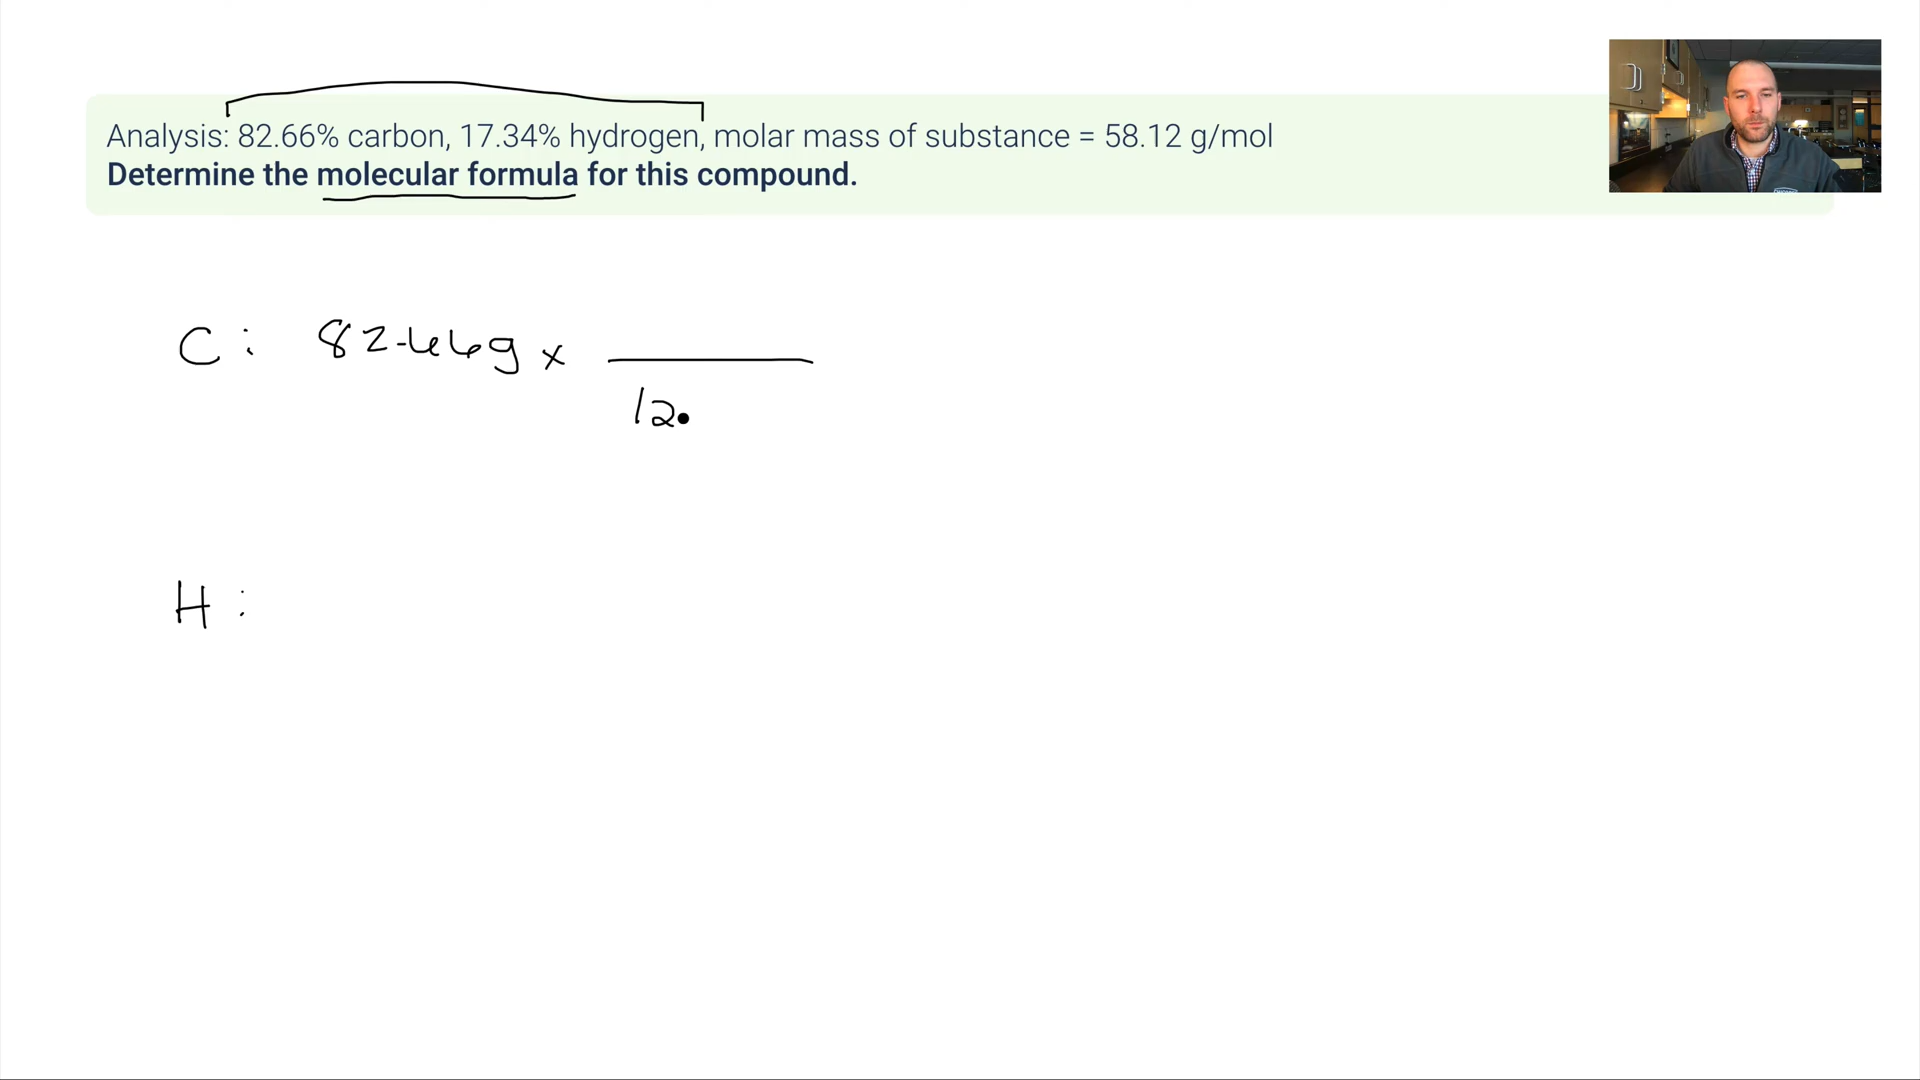 Analysis: 82.66% carbon, 17.34% hydrogen, molar mass of substance = 58.12 g/mol
Determine the molecular formula for this compound.
C: 82.66g x
12.
H: